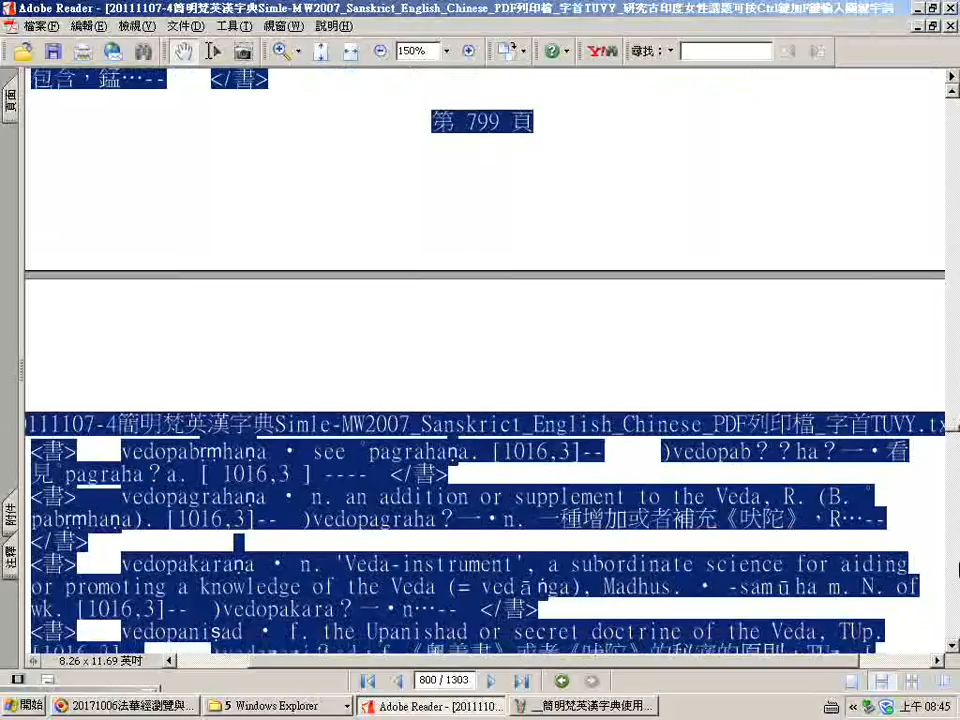 Adobe Reader - [20111107-4簡明梵英漢字典Simle-MW2007_Sanskrict_English_Chinese_PDF列印檔_字首TUVY_研究古印度女性議題可按Ctrl鍵加F鍵輸入關鍵字詞
檔案(F) 編輯(E) 檢視(V) 文件(D) 工具(T) 視窗(W) 說明(H)
150% Y! 尋找:
頁面
包含，錳…-- </書>
第 799 頁
0111107-4簡明梵英漢字典Simle-MW2007_Sanskrict_English_Chinese_PDF列印檔_字首TUVY.tx
<書> vedopabṛṃhaṇa • see °pagrahaṇa. [1016,3]-- )vedopab？？ha？一•看
見°pagraha？a. [ 1016,3 ] ---- </書>
<書> vedopagrahaṇa • n. an addition or supplement to the Veda, R. (B. °
pabṛṃhaṇa). [1016,3]-- )vedopagraha？一•n. 一種增加或者補充《吠陀》，R…--
</書>
<書> vedopakaraṇa • n. 'Veda-instrument', a subordinate science for aiding
or promoting a knowledge of the Veda (= vedāṅga), Madhus. • -samūha m. N. of
wk. [1016,3]-- )vedopakara？一•n…-- </書>
<書> vedopaniṣad • f. the Upanishad or secret doctrine of the Veda, TUp.
附件
注釋
8.26 x 11.69 英吋
800 / 1303
開始 20171006法華經瀏覽與... 5 Windows Explorer Adobe Reader - [2011110... __簡明梵英漢字典使用... 上午 08:45